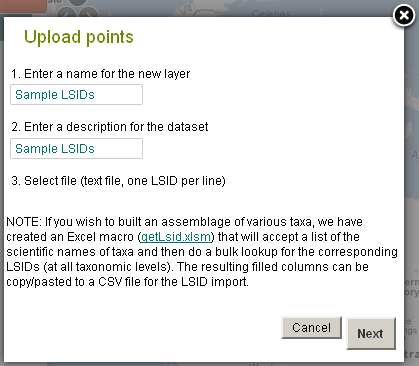 Celebes
Upload points
1. Enter a name for the new layer
Sample LSIDs
2. Enter a description for the dataset
Sample LSIDs
3. Select file (text file, one LSID per line)
NOTE: If you wish to built an assemblage of various taxa, we have
created an Excel macro (getLsid.xlsm) that will accept a list of the
scientific names of taxa and then do a bulk lookup for the corresponding
LSIDs (at all taxonomic levels). The resulting filled columns can be
copy/pasted to a CSV file for the LSID import.
Cancel
Next